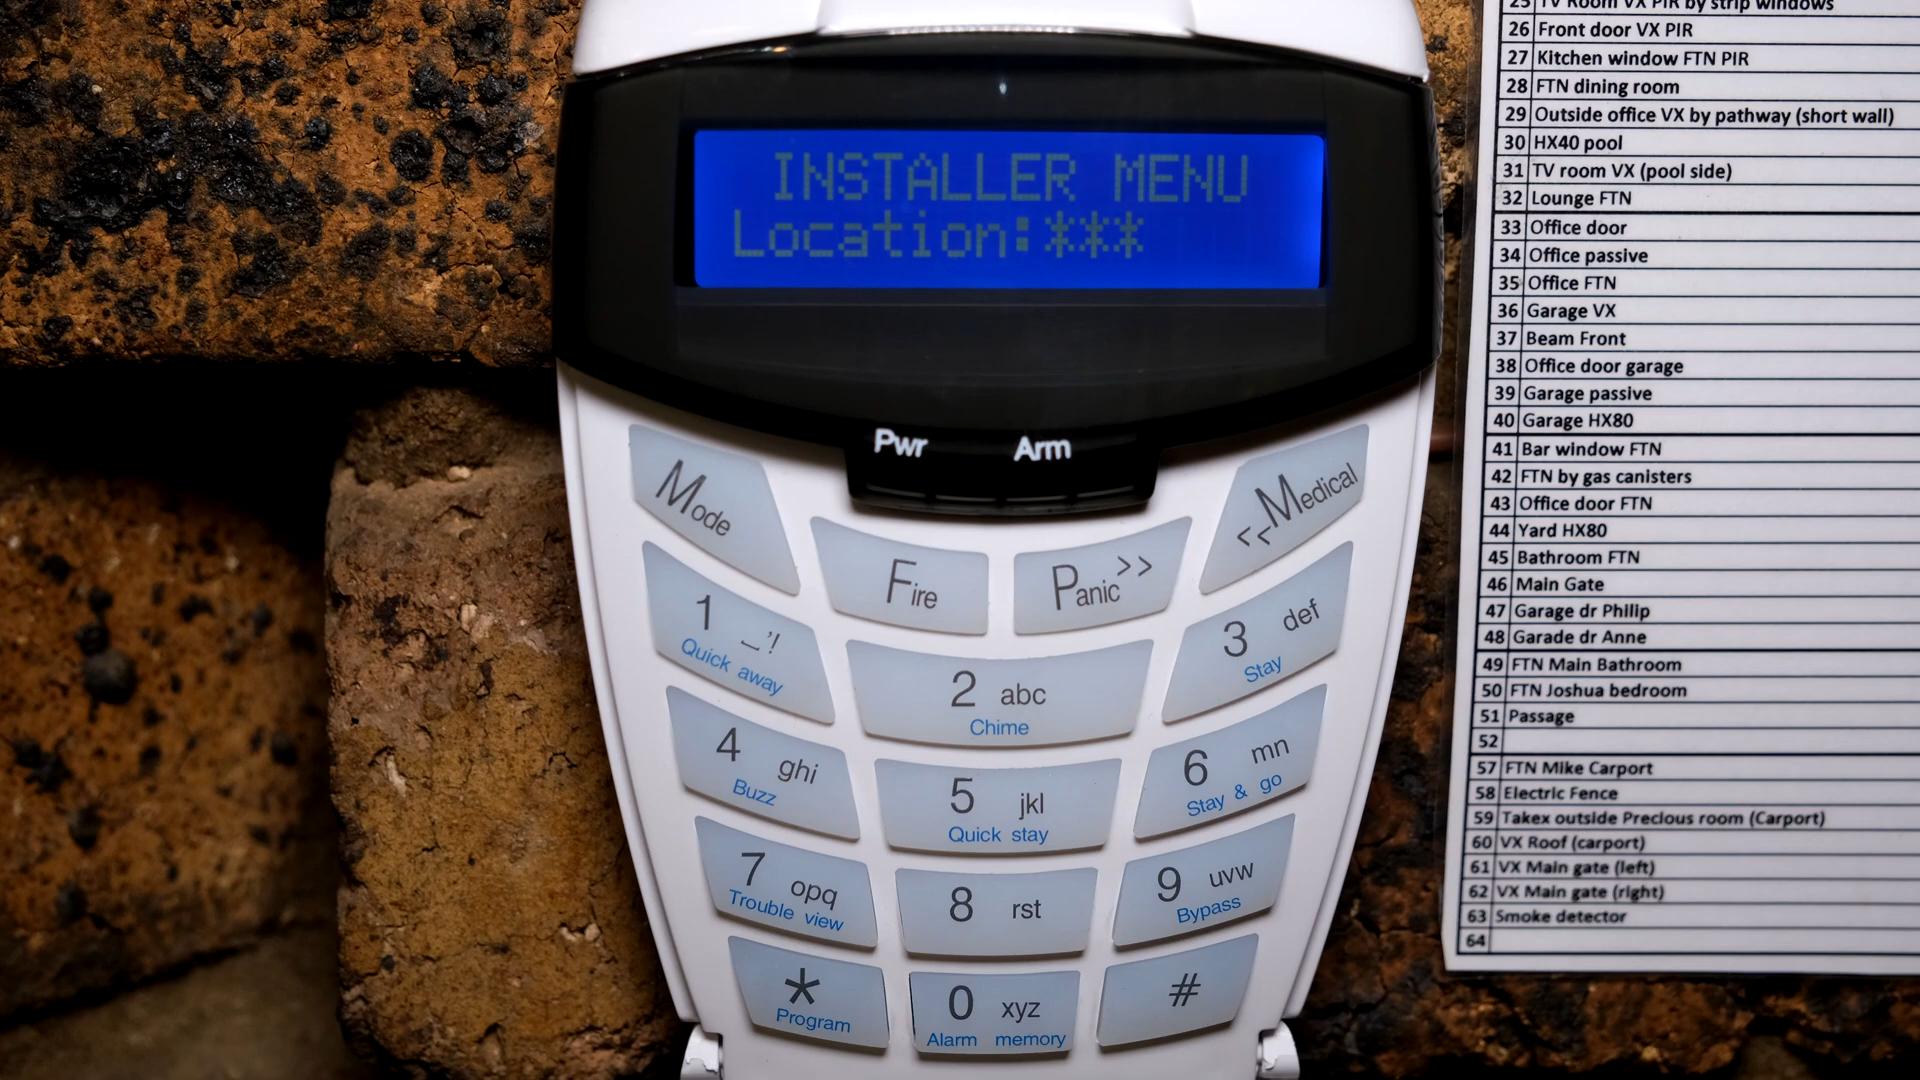 INSTALLER MENU
Location:***
Pwr Arm
Mode
Fire
Panic >>
<<Medical
1 _'!
Quick away
2 abc
Chime
3 def
Stay
4 ghi
Buzz
5 jkl
Quick stay
6 mn
Stay & go
7 opq
Trouble view
8 rst
9 uvw
Bypass
*
Program
0 xyz
Alarm memory
#
25 TV Room VX PIR by strip windows
26 Front door VX PIR
27 Kitchen window FTN PIR
28 FTN dining room
29 Outside office VX by pathway (short wall)
30 HX40 pool
31 TV room VX (pool side)
32 Lounge FTN
33 Office door
34 Office passive
35 Office FTN
36 Garage VX
37 Beam Front
38 Office door garage
39 Garage passive
40 Garage HX80
41 Bar window FTN
42 FTN by gas canisters
43 Office door FTN
44 Yard HX80
45 Bathroom FTN
46 Main Gate
47 Garage dr Philip
48 Garade dr Anne
49 FTN Main Bathroom
50 FTN Joshua bedroom
51 Passage
52
57 FTN Mike Carport
58 Electric Fence
59 Takex outside Precious room (Carport)
60 VX Roof (carport)
61 VX Main gate (left)
62 VX Main gate (right)
63 Smoke detector
64